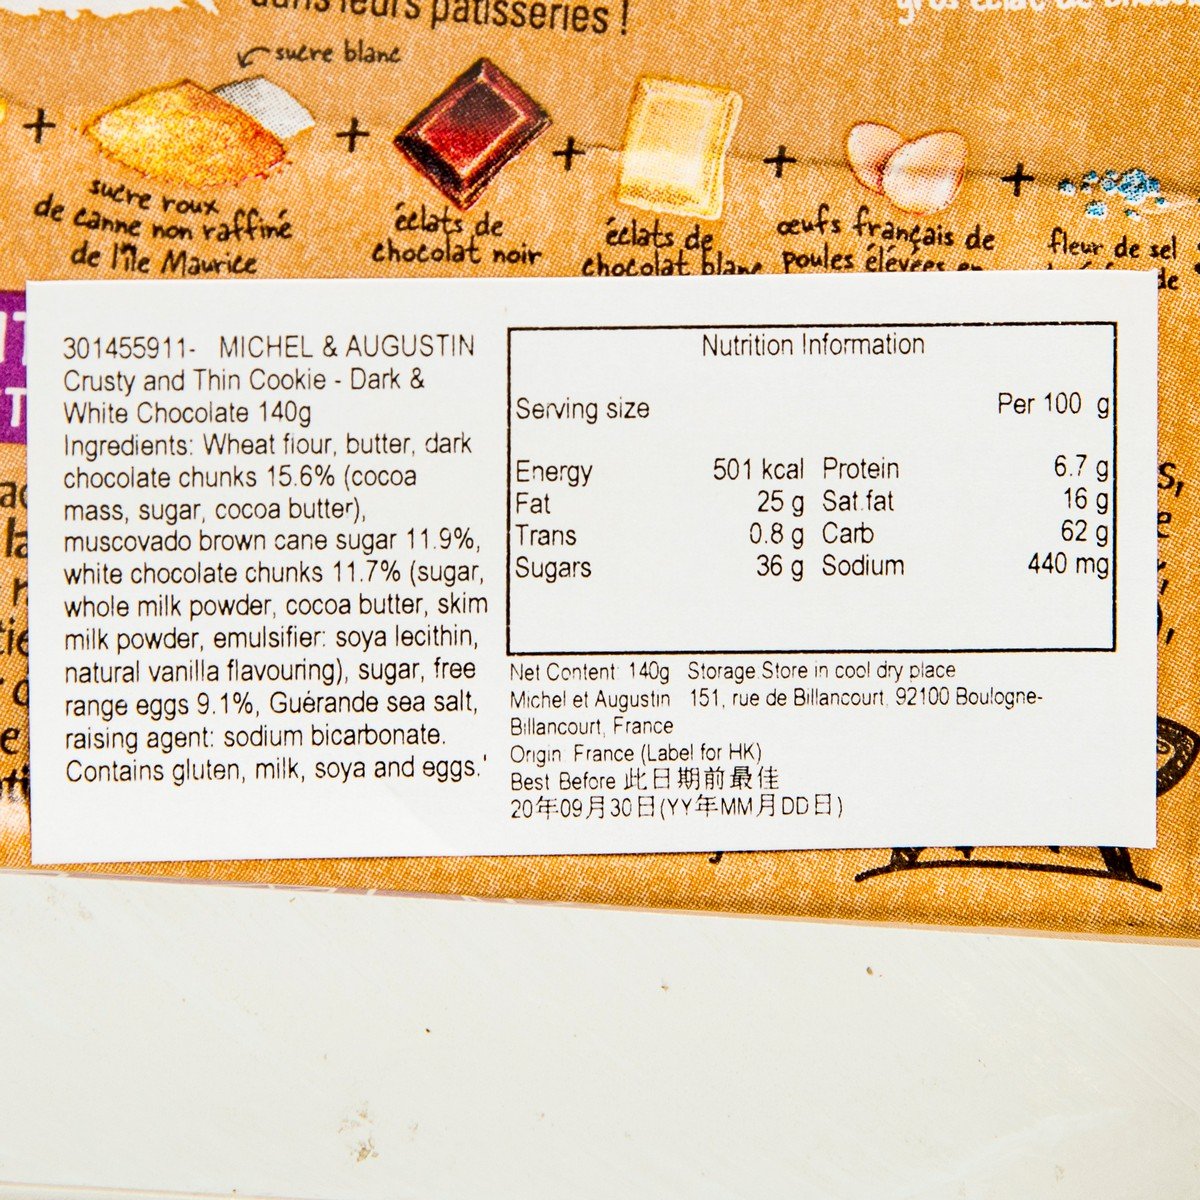 dans leurs pâtisseries !
sucre blanc
+ + + + +
sucre roux
de canne non raffiné
de l'île Maurice
éclats de
chocolat noir
éclats de
chocolat blanc
œufs français de
poules élevées en
fleur de sel
de
301455911- MICHEL & AUGUSTIN
Crusty and Thin Cookie - Dark &
White Chocolate 140g
Ingredients: Wheat flour, butter, dark
chocolate chunks 15.6% (cocoa
mass, sugar, cocoa butter),
muscovado brown cane sugar 11.9%,
white chocolate chunks 11.7% (sugar,
whole milk powder, cocoa butter, skim
milk powder, emulsifier: soya lecithin,
natural vanilla flavouring), sugar, free
range eggs 9.1%, Guérande sea salt,
raising agent: sodium bicarbonate.
Contains gluten, milk, soya and eggs.'
Nutrition Information
Serving size Per 100 g
Energy 501 kcal Protein 6.7 g
Fat 25 g Sat.fat 16 g
Trans 0.8 g Carb 62 g
Sugars 36 g Sodium 440 mg
Net Content: 140g Storage:Store in cool dry place
Michel et Augustin 151, rue de Billancourt, 92100 Boulogne-
Billancourt, France
Origin: France (Label for HK)
Best Before 此日期前最佳
20年09月30日(YY年MM月DD日)